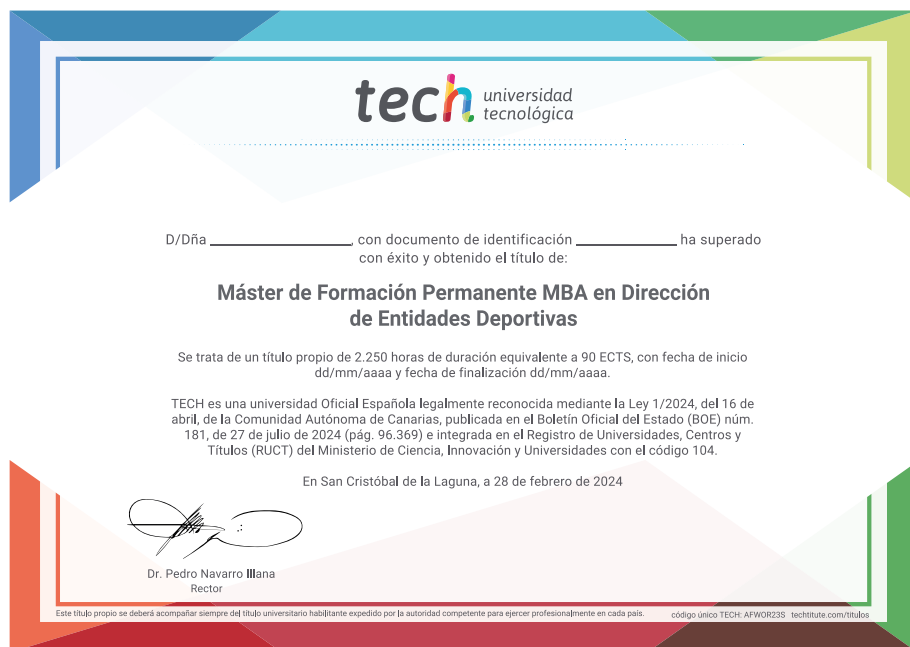 tech universidad
tecnológica
D/Dña ____________________, con documento de identificación ______________ ha superado
con éxito y obtenido el título de:
Máster de Formación Permanente MBA en Dirección
de Entidades Deportivas
Se trata de un título propio de 2.250 horas de duración equivalente a 90 ECTS, con fecha de inicio
dd/mm/aaaa y fecha de finalización dd/mm/aaaa.
TECH es una universidad Oficial Española legalmente reconocida mediante la Ley 1/2024, del 16 de
abril, de la Comunidad Autónoma de Canarias, publicada en el Boletín Oficial del Estado (BOE) núm.
181, de 27 de julio de 2024 (pág. 96.369) e integrada en el Registro de Universidades, Centros y
Títulos (RUCT) del Ministerio de Ciencia, Innovación y Universidades con el código 104.
En San Cristóbal de la Laguna, a 28 de febrero de 2024
Dr. Pedro Navarro Illana
Rector
Este título propio se deberá acompañar siempre del título universitario habilitante expedido por la autoridad competente para ejercer profesionalmente en cada país. código único TECH: AFWOR23S techtitute.com/titulos